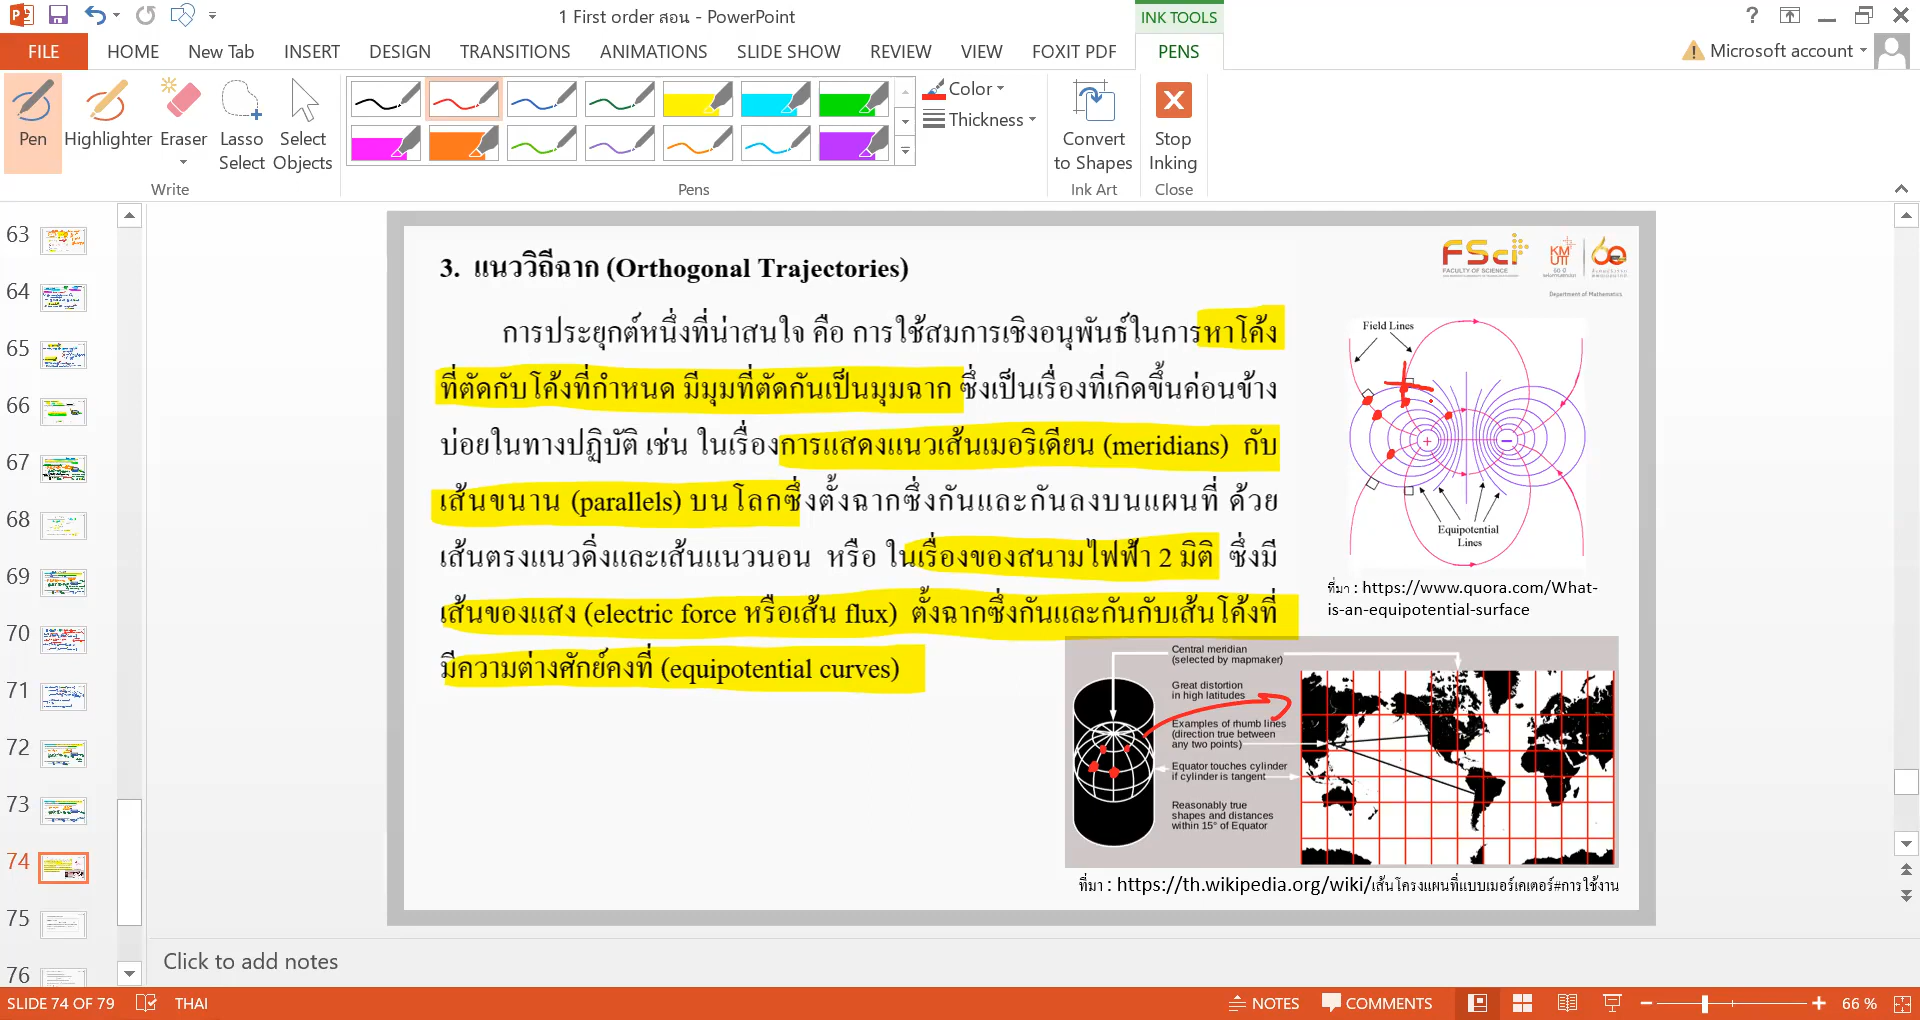 1 First order สอน - PowerPoint
INK TOOLS
FILE HOME New Tab INSERT DESIGN TRANSITIONS ANIMATIONS SLIDE SHOW REVIEW VIEW FOXIT PDF PENS
Microsoft account
Pen
Highlighter
Eraser
Lasso Select
Select Objects
Color
Thickness
Convert to Shapes
Stop Inking
Write
Pens
Ink Art
Close
63
64
65
66
67
68
69
70
71
72
73
74
75
76
3. แนววิถีฉาก (Orthogonal Trajectories)
การประยุกต์หนึ่งที่น่าสนใจ คือ การใช้สมการเชิงอนุพันธ์ในการหาโค้ง
ที่ตัดกับโค้งที่กำหนด มีมุมที่ตัดกันเป็นมุมฉาก ซึ่งเป็นเรื่องที่เกิดขึ้นค่อนข้าง
บ่อยในทางปฏิบัติ เช่น ในเรื่องการแสดงแนวเส้นเมอริเดียน (meridians) กับ
เส้นขนาน (parallels) บนโลกซึ่งตั้งฉากซึ่งกันและกันลงบนแผนที่ ด้วย
เส้นตรงแนวดิ่งและเส้นแนวนอน หรือ ในเรื่องของสนามไฟฟ้า 2 มิติ ซึ่งมี
เส้นของแสง (electric force หรือเส้น flux) ตั้งฉากซึ่งกันและกันกับเส้นโค้งที่
มีความต่างศักย์คงที่ (equipotential curves)
FSci
FACULTY OF SCIENCE
KM
UTT
Department of Mathematics
Field Lines
+
−
Equipotential
Lines
ที่มา : https://www.quora.com/What-
is-an-equipotential-surface
Central meridian
(selected by mapmaker)
Great distortion
in high latitudes
Examples of rhumb lines
(direction true between
any two points)
Equator touches cylinder
if cylinder is tangent
Reasonably true
shapes and distances
within 15° of Equator
ที่มา : https://th.wikipedia.org/wiki/เส้นโครงแผนที่แบบเมอร์เคเตอร์#การใช้งาน
Click to add notes
SLIDE 74 OF 79 THAI
NOTES COMMENTS 66 %